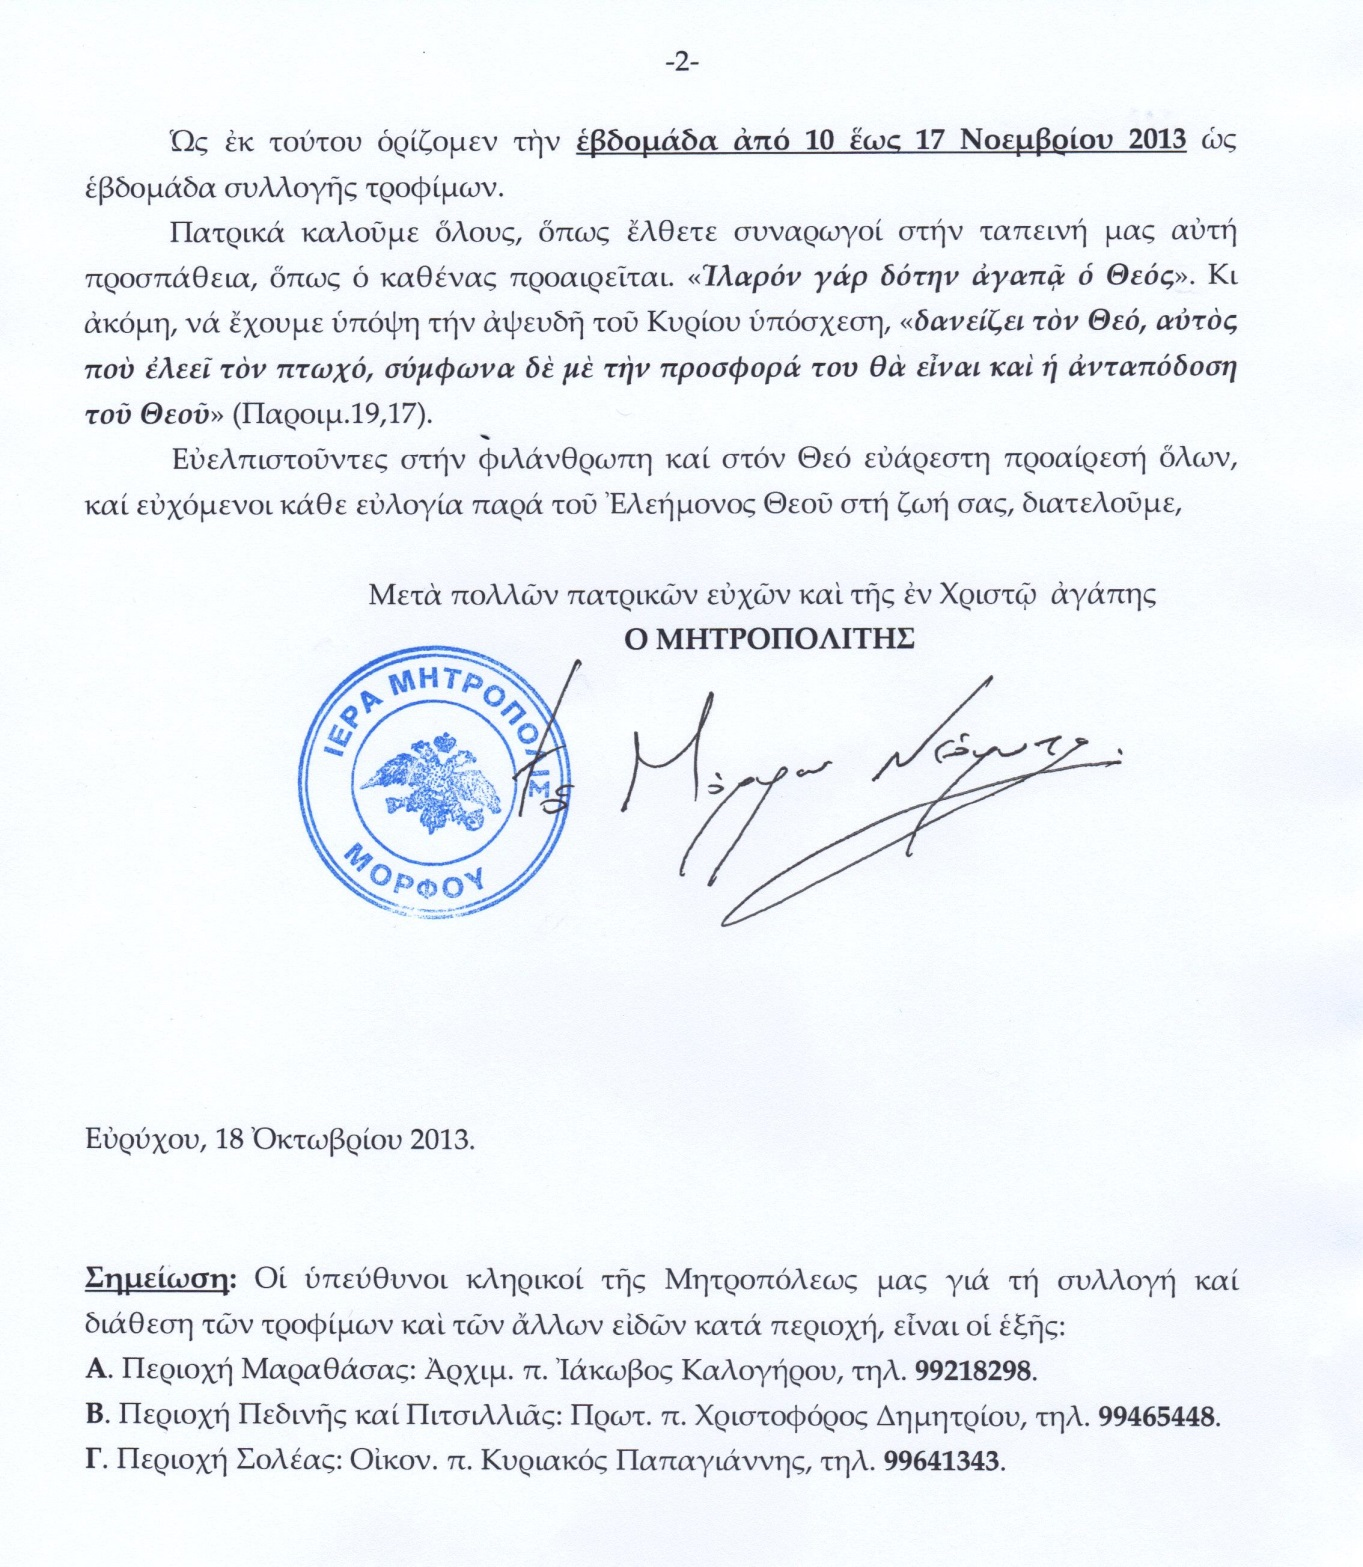 -2-
Ὡς ἐκ τούτου ὁρίζομεν τὴν ἑβδομάδα ἀπό 10 ἕως 17 Νοεμβρίου 2013 ὡς
ἑβδομάδα συλλογῆς τροφίμων.
Πατρικά καλοῦμε ὅλους, ὅπως ἔλθετε συναρωγοί στήν ταπεινή μας αὐτή
προσπάθεια, ὅπως ὁ καθένας προαιρεῖται. «Ἱλαρόν γάρ δότην ἀγαπᾷ ὁ Θεός». Κι
ἀκόμη, νά ἔχουμε ὑπόψη τήν ἀψευδῆ τοῦ Κυρίου ὑπόσχεση, «δανείζει τὸν Θεό, αὐτὸς
ποὺ ἐλεεῖ τὸν πτωχό, σύμφωνα δὲ μὲ τὴν προσφορά του θὰ εἶναι καὶ ἡ ἀνταπόδοση
τοῦ Θεοῦ» (Παροιμ.19,17).
Εὐελπιστοῦντες στήν φιλάνθρωπη καί στόν Θεό εὐάρεστη προαίρεσή ὅλων,
καί εὐχόμενοι κάθε εὐλογία παρά τοῦ Ἐλεήμονος Θεοῦ στή ζωή σας, διατελοῦμε,
Μετὰ πολλῶν πατρικῶν εὐχῶν καὶ τῆς ἐν Χριστῷ ἀγάπης
Ο ΜΗΤΡΟΠΟΛΙΤΗΣ
ΙΕΡΑ ΜΗΤΡΟΠΟΛΙΣ
ΜΟΡΦΟΥ
Μόρφου Νεόφυτος
Εὐρύχου, 18 Ὀκτωβρίου 2013.
Σημείωση: Οἱ ὑπεύθυνοι κληρικοί τῆς Μητροπόλεως μας γιά τή συλλογή καί
διάθεση τῶν τροφίμων καὶ τῶν ἄλλων εἰδῶν κατά περιοχή, εἶναι οἱ ἑξῆς:
Α. Περιοχή Μαραθάσας: Ἀρχιμ. π. Ἰάκωβος Καλογήρου, τηλ. 99218298.
Β. Περιοχή Πεδινῆς καί Πιτσιλλιᾶς: Πρωτ. π. Χριστοφόρος Δημητρίου, τηλ. 99465448.
Γ. Περιοχή Σολέας: Οἰκον. π. Κυριακός Παπαγιάννης, τηλ. 99641343.